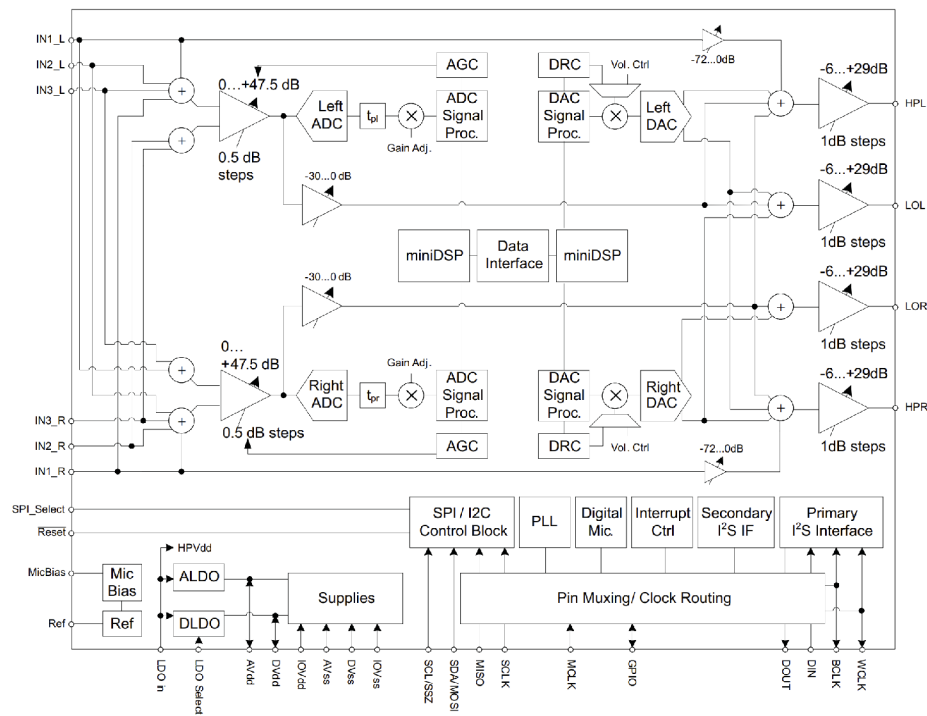 IN1_L
IN2_L
IN3_L
0…+47.5 dB
0.5 dB
steps
Left
ADC
tpl
Gain Adj.
AGC
ADC
Signal
Proc.
DRC
Vol. Ctrl
DAC
Signal
Proc.
Left
DAC
-72...0dB
-6...+29dB
1dB steps
HPL
-30...0 dB
-6...+29dB
1dB steps
LOL
miniDSP
Data
Interface
miniDSP
-30...0 dB
-6...+29dB
1dB steps
LOR
0…
+47.5 dB
0.5 dB steps
Right
ADC
tpr
Gain Adj.
ADC
Signal
Proc.
AGC
DAC
Signal
Proc.
DRC
Vol. Ctrl
Right
DAC
-72...0dB
-6...+29dB
1dB steps
HPR
IN3_R
IN2_R
IN1_R
SPI_Select
Reset
MicBias
Ref
Mic
Bias
Ref
HPVdd
ALDO
DLDO
Supplies
SPI / I2C
Control Block
PLL
Digital
Mic.
Interrupt
Ctrl
Secondary
I²S IF
Primary
I²S Interface
Pin Muxing/ Clock Routing
LDO in
LDO Select
AVdd
DVdd
IOVdd
AVss
DVss
IOVss
SCL/SSZ
SDA/MOSI
MISO
SCLK
MCLK
GPIO
DOUT
DIN
BCLK
WCLK
+
+
+
+
+
+
+
+
×
×
×
×